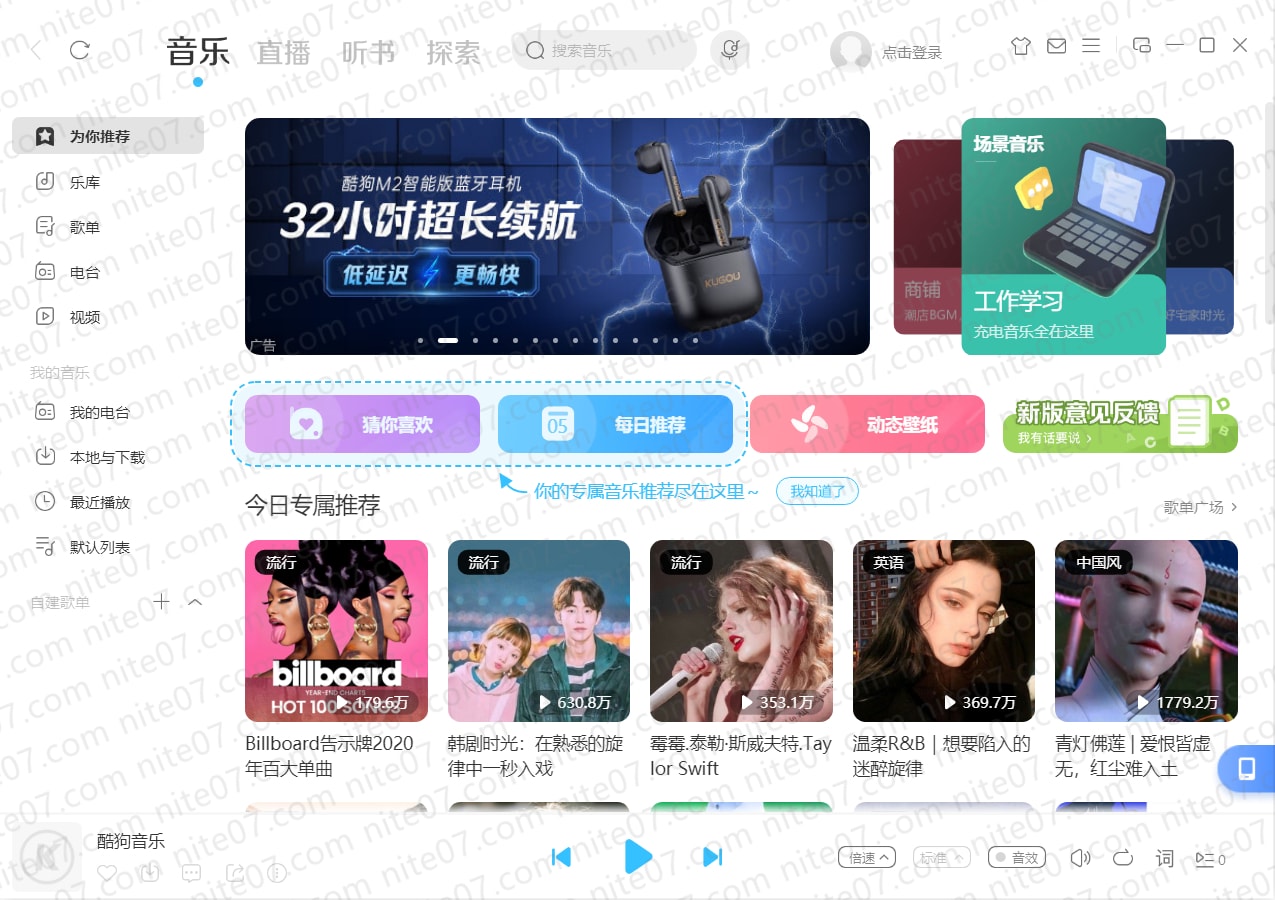 音乐 直播 听书 探索 搜索音乐 点击登录
为你推荐
乐库
歌单
电台
视频
我的音乐
我的电台
本地与下载
最近播放
默认列表
自建歌单
酷狗M2智能版蓝牙耳机
32小时超长续航
低延迟 更畅快
KUGOU
广告
商铺
潮店BGM
场景音乐
工作学习
充电音乐全在这里
好宅家时光
猜你喜欢
05 每日推荐
动态壁纸
新版意见反馈
我有话要说 >
你的专属音乐推荐尽在这里~ 我知道了
今日专属推荐 歌单广场 >
流行
billboard
YEAR-END CHARTS
HOT 100 SONGS
179.6万
Billboard告示牌2020
年百大单曲
流行
630.8万
韩剧时光：在熟悉的旋
律中一秒入戏
流行
353.1万
霉霉.泰勒·斯威夫特.Tay
lor Swift
英语
369.7万
温柔R&B｜想要陷入的
迷醉旋律
中国风
1779.2万
青灯佛莲 | 爱恨皆虚
无，红尘难入土
酷狗音乐
倍速 标准 音效 词 0
nite07.com